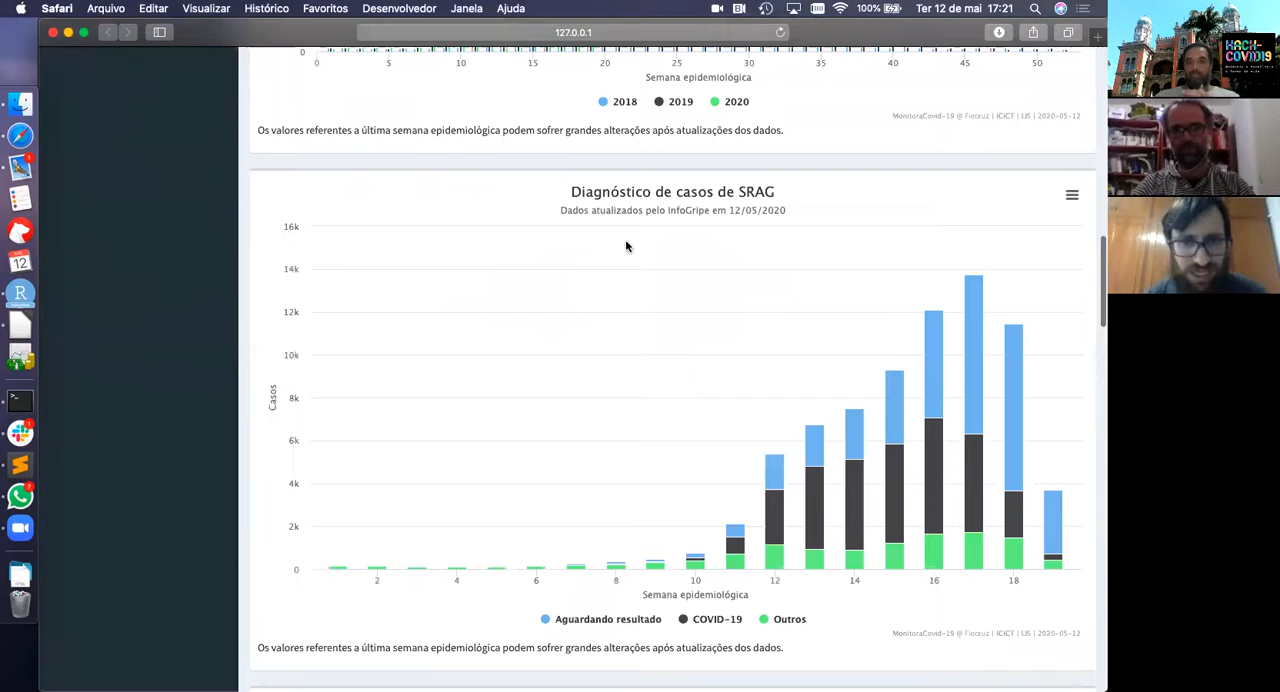 Safari Arquivo Editar Visualizar Histórico Favoritos Desenvolvedor Janela Ajuda 100% Ter 12 de mai 17:21
127.0.0.1
HACK-
COVID19
0
0 5 10 15 20 25 30 35 40 45 50
Semana epidemiológica
2018 2019 2020
MonitoraCovid-19 @ Fiocruz | ICICT | LIS | 2020-05-12
Os valores referentes a última semana epidemiológica podem sofrer grandes alterações após atualizações dos dados.
Diagnóstico de casos de SRAG
Dados atualizados pelo InfoGripe em 12/05/2020
16k
14k
12k
10k
8k
6k
4k
2k
0
Casos
2 4 6 8 10 12 14 16 18
Semana epidemiológica
Aguardando resultado COVID-19 Outros
MonitoraCovid-19 @ Fiocruz | ICICT | LIS | 2020-05-12
Os valores referentes a última semana epidemiológica podem sofrer grandes alterações após atualizações dos dados.